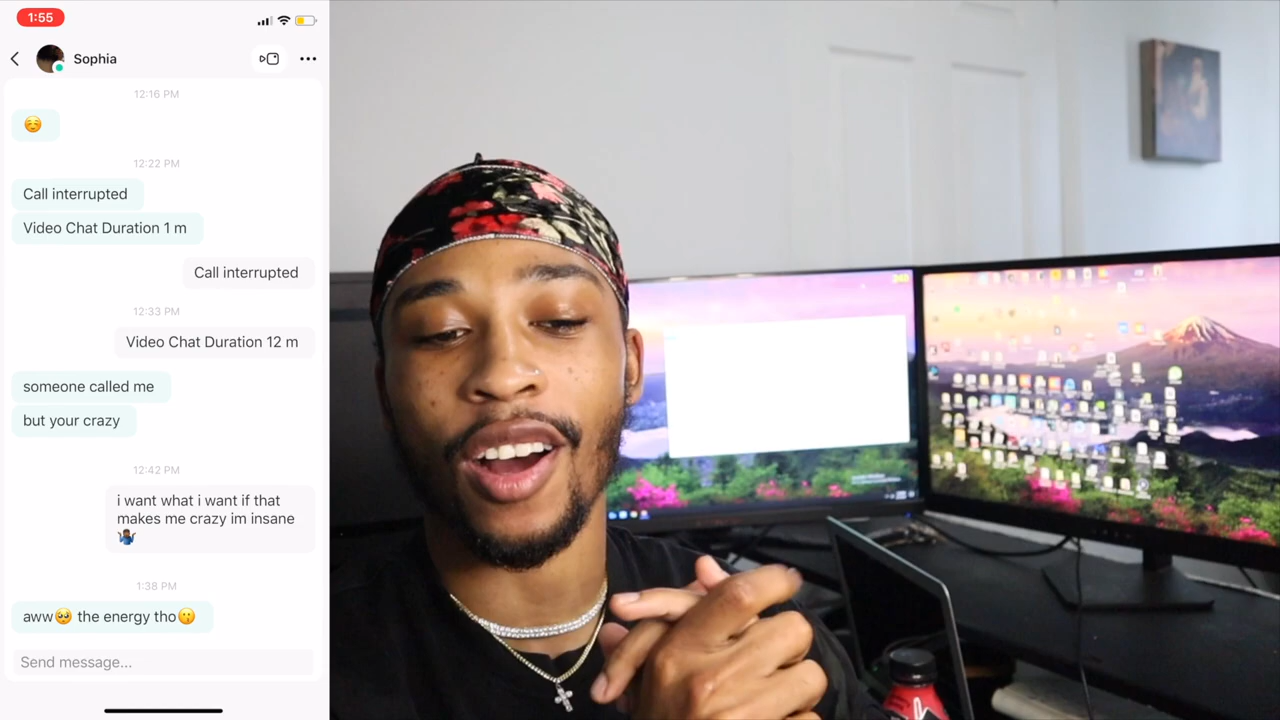 1:55
Sophia
12:16 PM
☺️
12:22 PM
Call interrupted
Video Chat Duration 1 m
Call interrupted
12:33 PM
Video Chat Duration 12 m
someone called me
but your crazy
12:42 PM
i want what i want if that
makes me crazy im insane
🤷🏾‍♂️
1:38 PM
aww🥺 the energy tho😗
Send message...